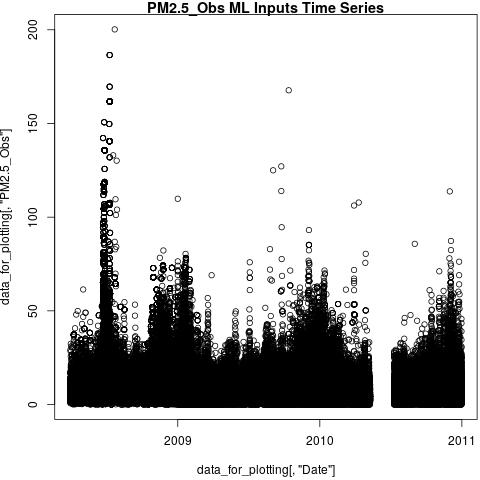 PM2.5_Obs ML Inputs Time Series
data_for_plotting[, "PM2.5_Obs"]
200
150
100
50
0
2009
2010
2011
data_for_plotting[, "Date"]